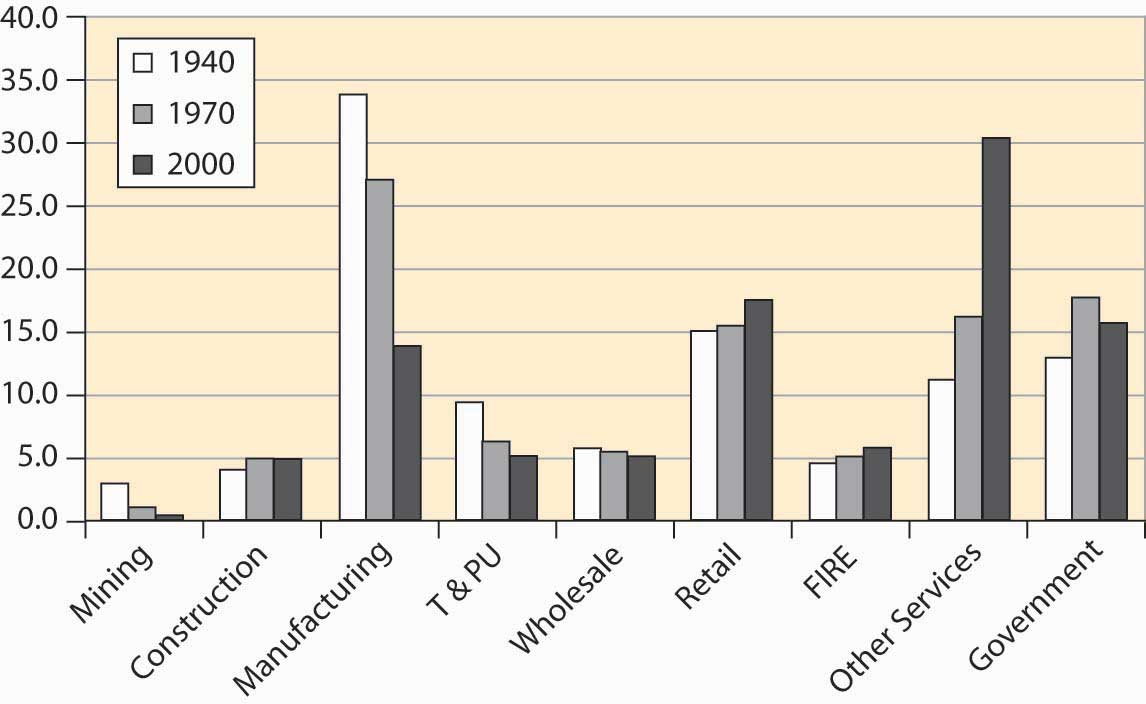 40.0
35.0
30.0
25.0
20.0
15.0
10.0
5.0
0.0
1940
1970
2000
Mining
Construction
Manufacturing
T & PU
Wholesale
Retail
FIRE
Other Services
Government